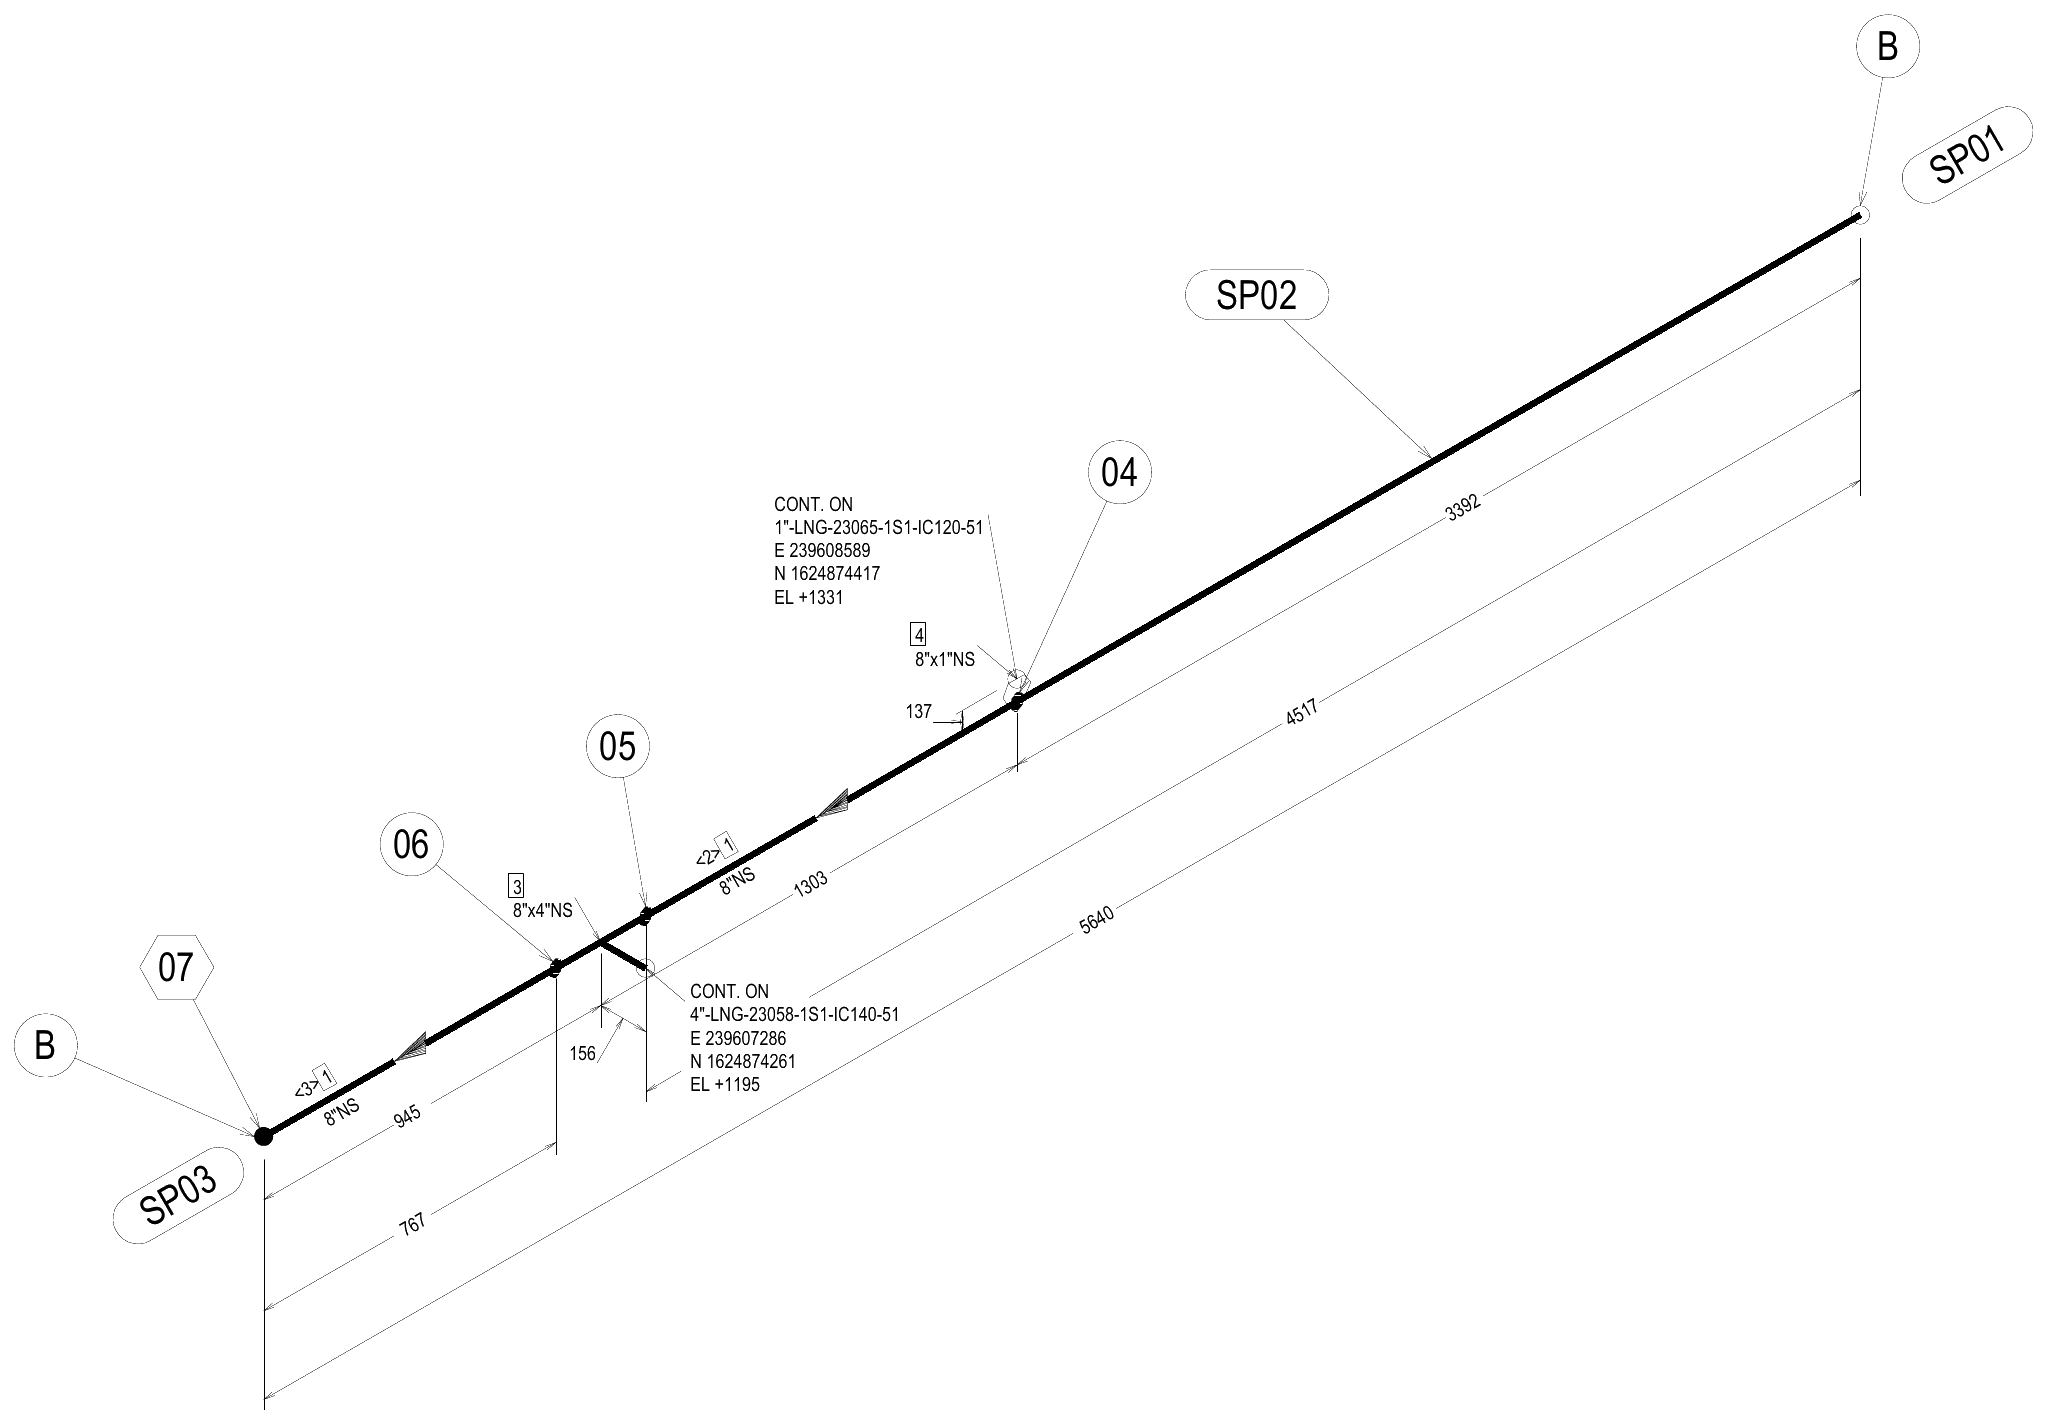 B
SP01
SP02
3392
04
CONT. ON
1"-LNG-23065-1S1-IC120-51
E 239608589
N 1624874417
EL +1331
4
8"x1"NS
137
4517
05
<2> 1
8"NS
1303
06
3
8"x4"NS
5640
07
CONT. ON
4"-LNG-23058-1S1-IC140-51
E 239607286
N 1624874261
EL +1195
156
B
<3> 1
8"NS
945
SP03
767